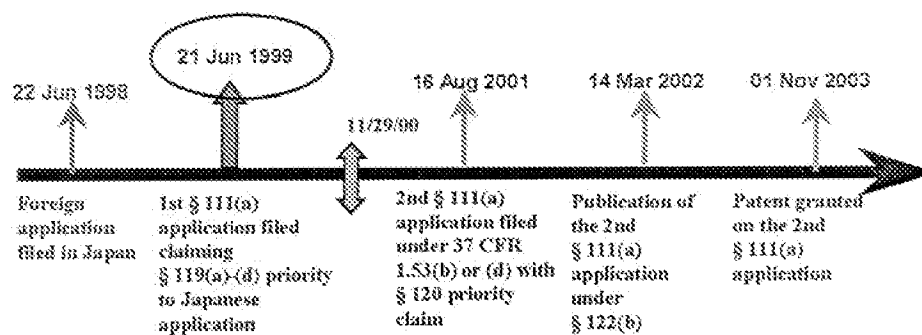 21 Jun 1999
22 Jun 1998
16 Aug 2001
14 Mar 2002
01 Nov 2003
11/29/00
Foreign
application
filed in Japan
1st § 111(a)
application filed
claiming
§ 119(a)-(d) priority
to Japanese
application
2nd § 111(a)
application filed
under 37 CFR
1.53(b) or (d) with
§ 120 priority
claim
Publication of
the 2nd
§ 111(a)
application
under
§ 122(b)
Patent granted
on the 2nd
§ 111(a)
application